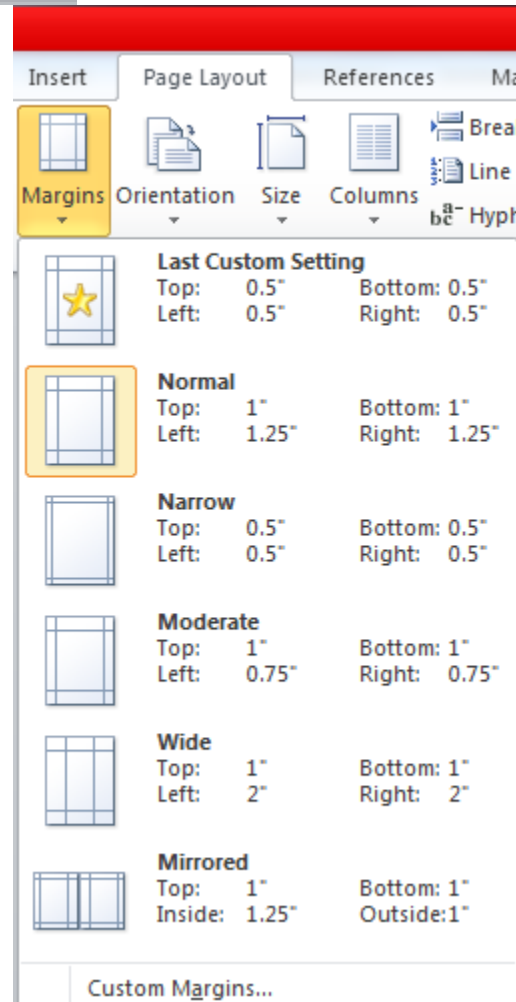 Insert Page Layout References Ma
Brea
Line
Margins Orientation Size Columns
Hyph
Last Custom Setting
Top: 0.5" Bottom: 0.5"
Left: 0.5" Right: 0.5"
Normal
Top: 1" Bottom: 1"
Left: 1.25" Right: 1.25"
Narrow
Top: 0.5" Bottom: 0.5"
Left: 0.5" Right: 0.5"
Moderate
Top: 1" Bottom: 1"
Left: 0.75" Right: 0.75"
Wide
Top: 1" Bottom: 1"
Left: 2" Right: 2"
Mirrored
Top: 1" Bottom: 1"
Inside: 1.25" Outside:1"
Custom Margins...